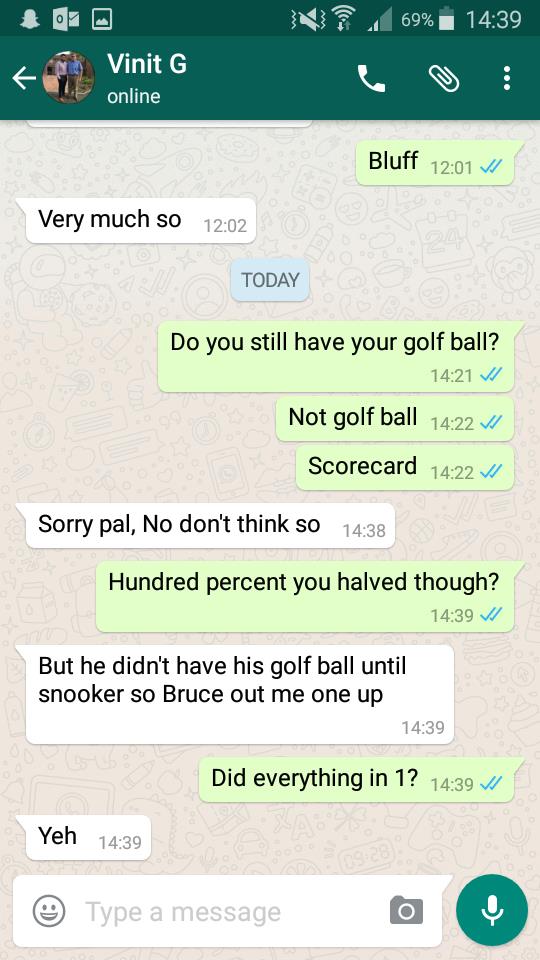 69% 14:39
Vinit G
online
Bluff 12:01
Very much so 12:02
TODAY
Do you still have your golf ball?
14:21
Not golf ball 14:22
Scorecard 14:22
Sorry pal, No don't think so 14:38
Hundred percent you halved though?
14:39
But he didn't have his golf ball until
snooker so Bruce out me one up
14:39
Did everything in 1? 14:39
Yeh 14:39
Type a message